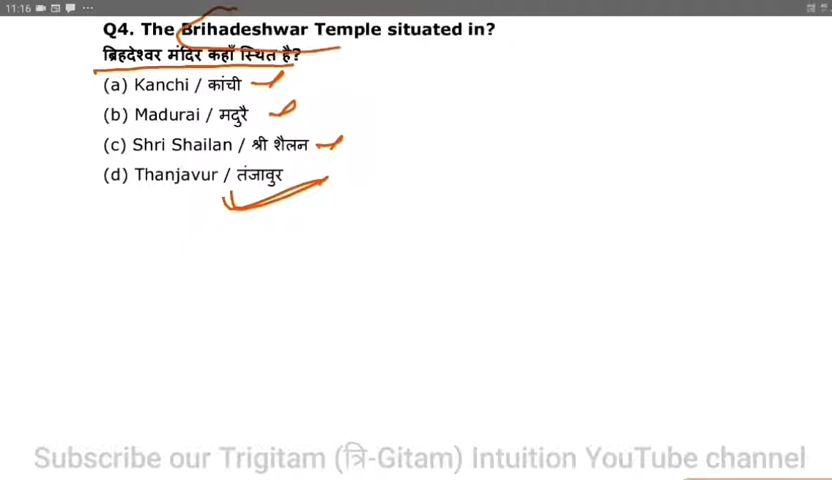 11:16
Q4. The Brihadeshwar Temple situated in?
ब्रिहदेश्वर मंदिर कहाँ स्थित है?
(a) Kanchi / कांची
(b) Madurai / मदुरै
(c) Shri Shailan / श्री शैलन
(d) Thanjavur / तंजावुर
Subscribe our Trigitam (त्रि-Gitam) Intuition YouTube channel